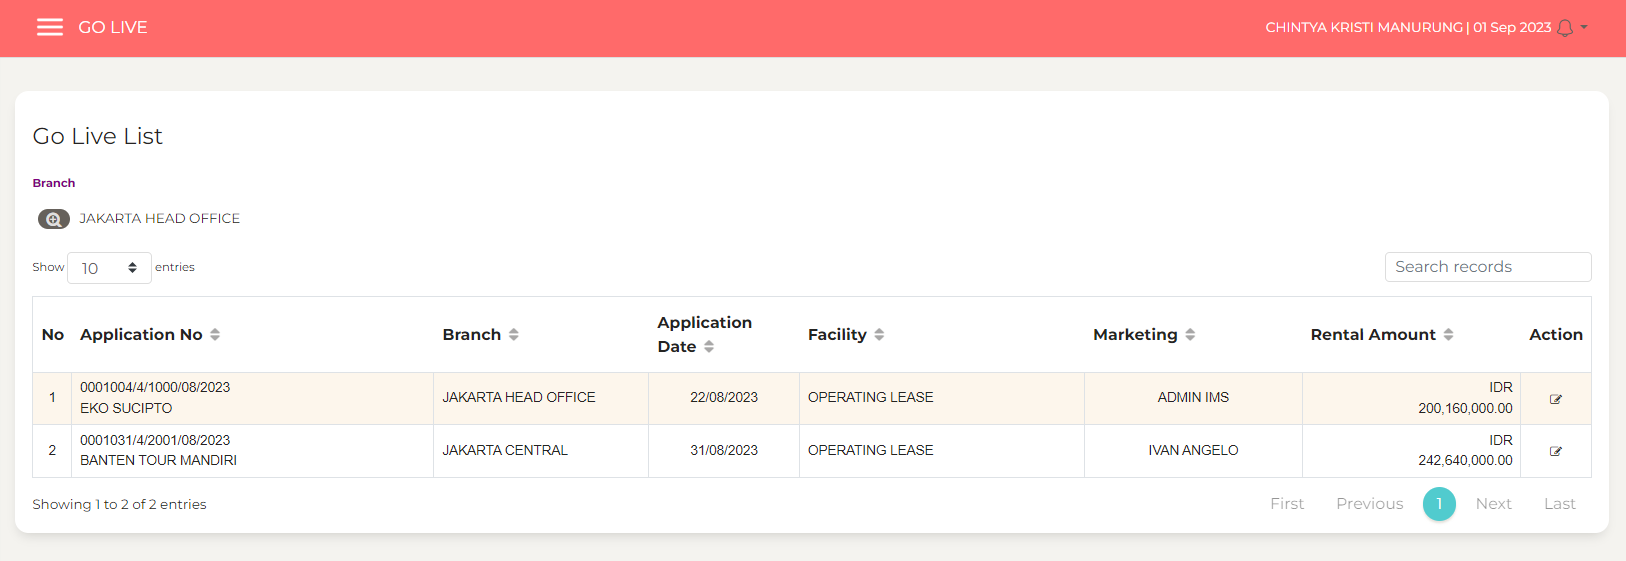 GO LIVE
CHINTYA KRISTI MANURUNG | 01 Sep 2023
Go Live List
Branch
JAKARTA HEAD OFFICE
Show 10 entries
Search records
No Application No Branch Application Date Facility Marketing Rental Amount Action
1 0001004/4/1000/08/2023 EKO SUCIPTO JAKARTA HEAD OFFICE 22/08/2023 OPERATING LEASE ADMIN IMS IDR 200,160,000.00
2 0001031/4/2001/08/2023 BANTEN TOUR MANDIRI JAKARTA CENTRAL 31/08/2023 OPERATING LEASE IVAN ANGELO IDR 242,640,000.00
Showing 1 to 2 of 2 entries
First Previous 1 Next Last